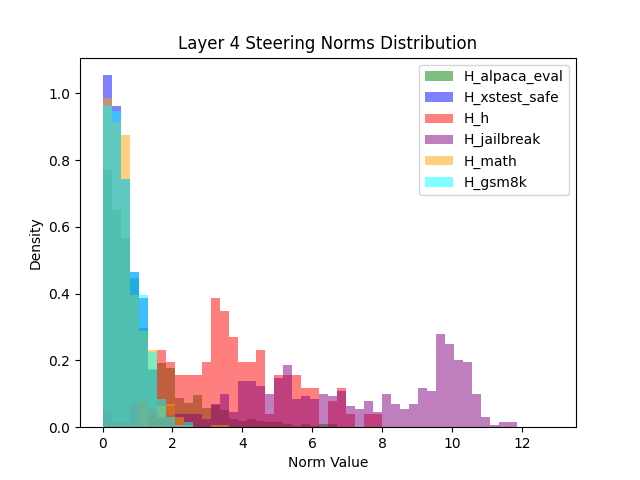 Layer 4 Steering Norms Distribution
H_alpaca_eval
H_xstest_safe
H_h
H_jailbreak
H_math
H_gsm8k
1.0
0.8
0.6
0.4
0.2
0.0
Density
0
2
4
6
8
10
12
Norm Value